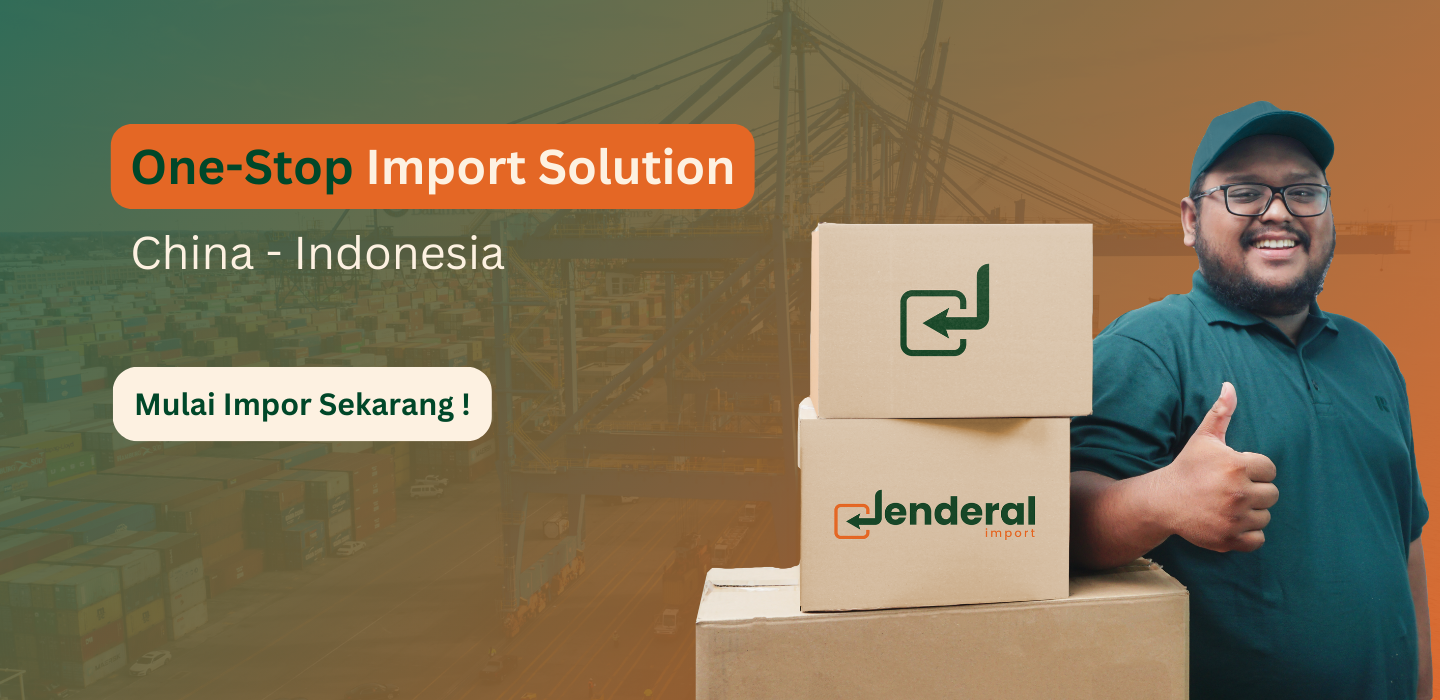 One-Stop Import Solution
China - Indonesia
Mulai Impor Sekarang !
Jenderal
import